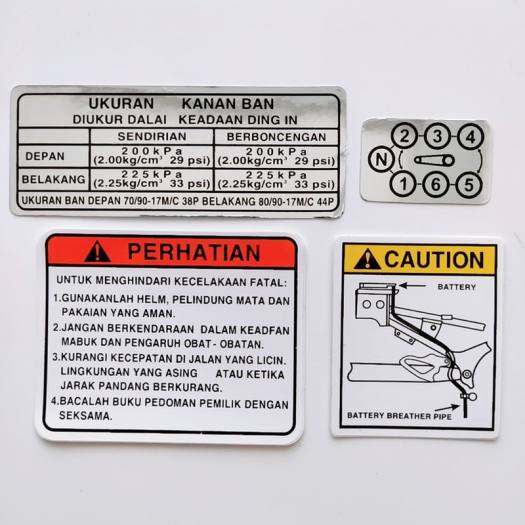 UKURAN KANAN BAN
DIUKUR DALAI KEADAAN DING IN
SENDIRIAN BERBONCENGAN
DEPAN 200kPa (2.00kg/cm³ 29 psi) 200kPa (2.00kg/cm³ 29 psi)
BELAKANG 225kPa (2.25kg/cm³ 33 psi) 225kPa (2.25kg/cm³ 33 psi)
UKURAN BAN DEPAN 70/90-17M/C 38P BELAKANG 80/90-17M/C 44P
2 3 4
N
1 6 5
PERHATIAN
UNTUK MENGHINDARI KECELAKAAN FATAL:
1.GUNAKANLAH HELM, PELINDUNG MATA DAN
PAKAIAN YANG AMAN.
2.JANGAN BERKENDARAAN DALAM KEADFAN
MABUK DAN PENGARUH OBAT - OBATAN.
3.KURANGI KECEPATAN DI JALAN YANG LICIN.
LINGKUNGAN YANG ASING ATAU KETIKA
JARAK PANDANG BERKURANG.
4.BACALAH BUKU PEDOMAN PEMILIK DENGAN
SEKSAMA.
CAUTION
BATTERY
BATTERY BREATHER PIPE